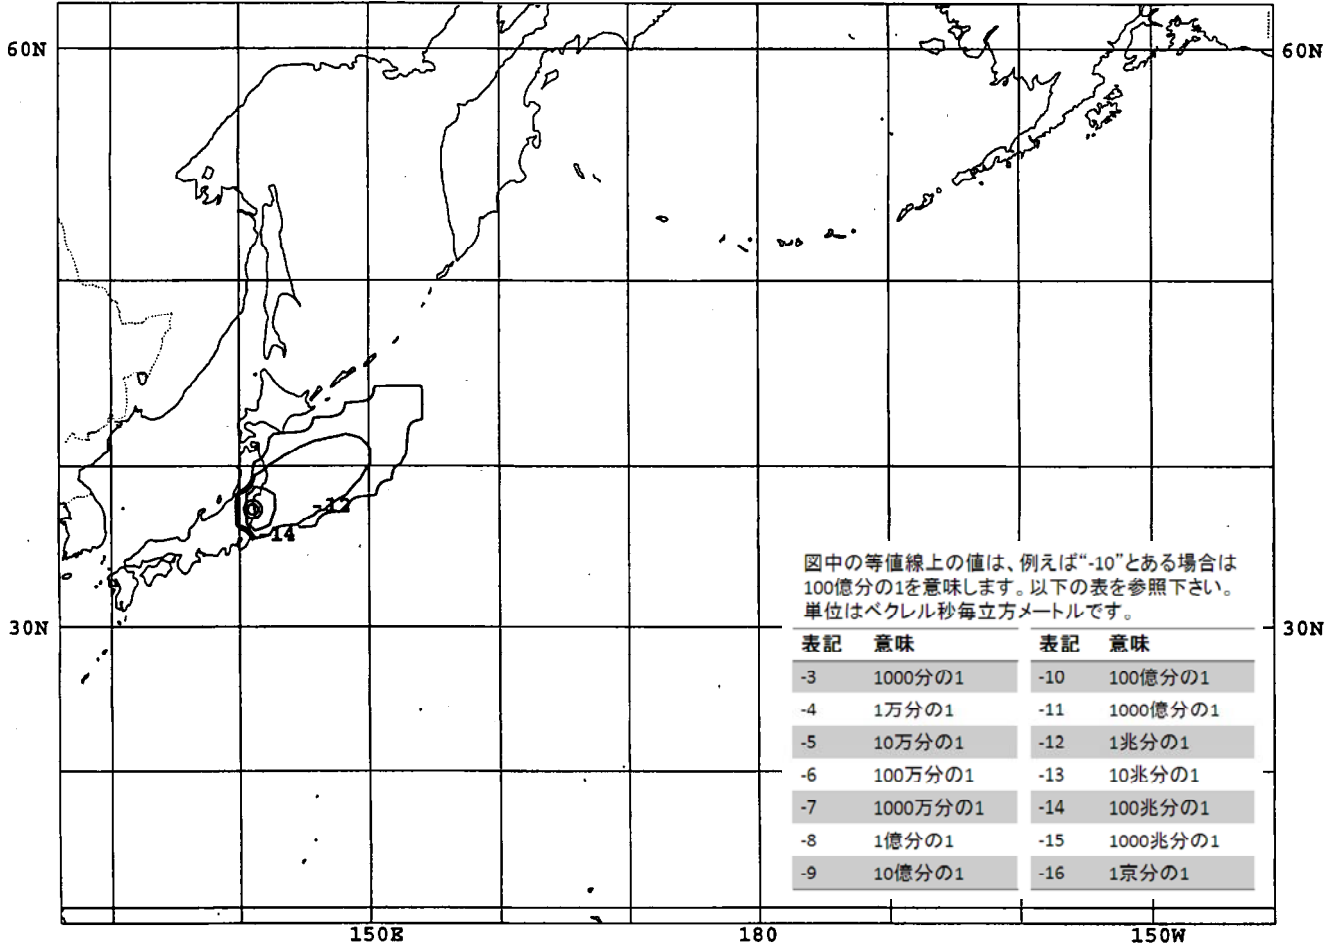 60N
60N
-12
14
図中の等値線上の値は、例えば“-10”とある場合は
100億分の1を意味します。以下の表を参照下さい。
単位はベクレル秒毎立方メートルです。
30N
30N
表記 意味 表記 意味
-3 1000分の1 -10 100億分の1
-4 1万分の1 -11 1000億分の1
-5 10万分の1 -12 1兆分の1
-6 100万分の1 -13 10兆分の1
-7 1000万分の1 -14 100兆分の1
-8 1億分の1 -15 1000兆分の1
-9 10億分の1 -16 1京分の1
150E 180 150W